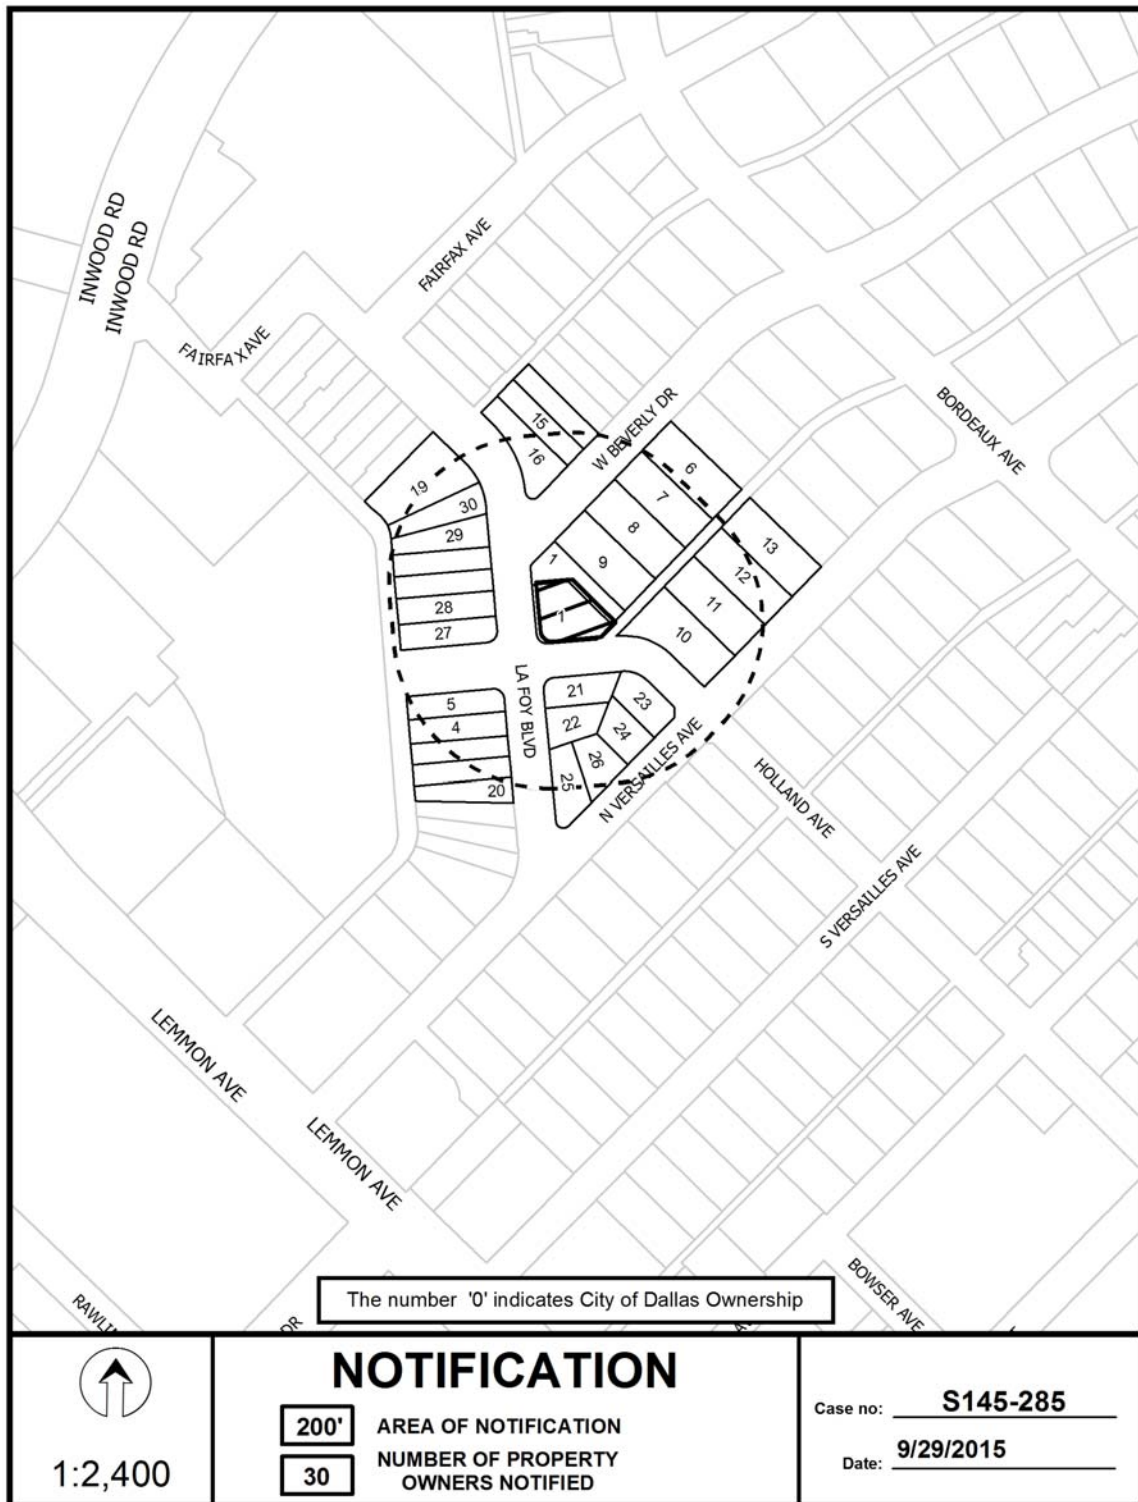 INWOOD RD
INWOOD RD
FAIRFAX AVE
FAIRFAX AVE
W BEVERLY DR
BORDEAUX AVE
15
16
19
30
29
28
27
6
7
8
9
1
1
13
12
11
10
5
4
20
LA FOY BLVD
21
22
23
24
26
25
N VERSAILLES AVE
HOLLAND AVE
S VERSAILLES AVE
LEMMON AVE
LEMMON AVE
BOWSER AVE
DR
The number '0' indicates City of Dallas Ownership
1:2,400
NOTIFICATION
200' AREA OF NOTIFICATION
30 NUMBER OF PROPERTY
OWNERS NOTIFIED
Case no: S145-285
Date: 9/29/2015